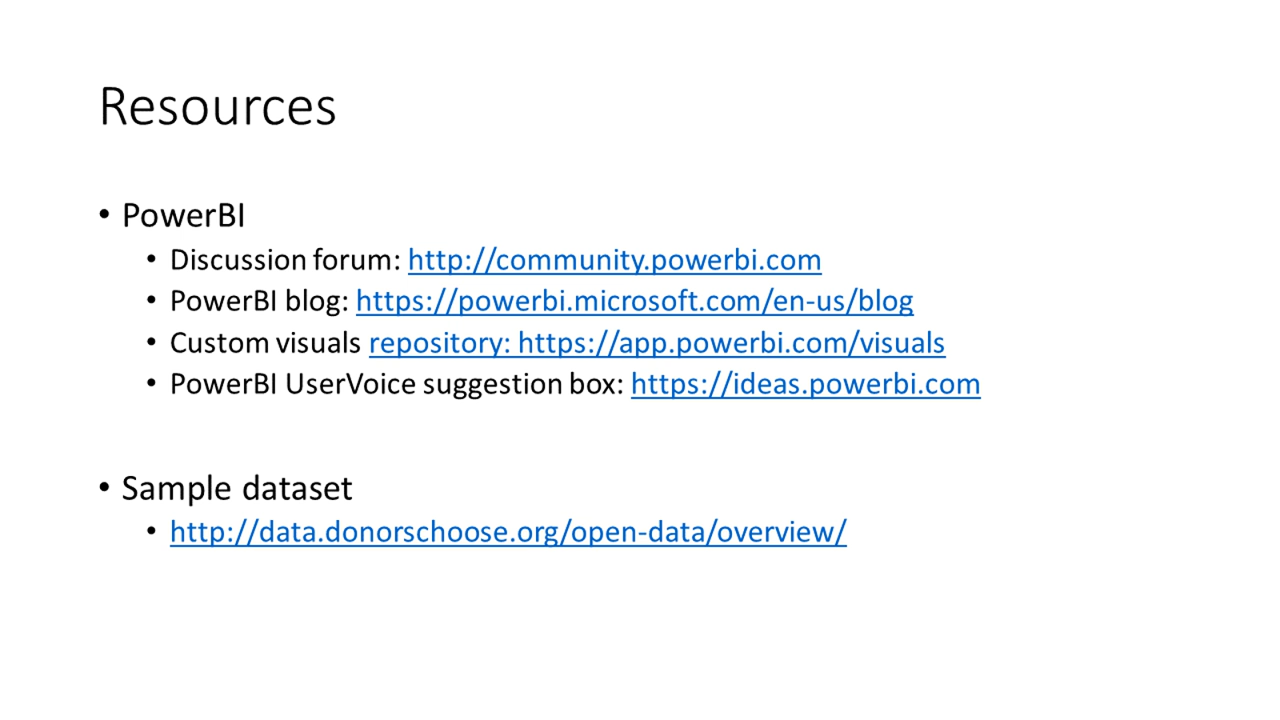 Resources
• PowerBI
• Discussion forum: http://community.powerbi.com
• PowerBI blog: https://powerbi.microsoft.com/en-us/blog
• Custom visuals repository: https://app.powerbi.com/visuals
• PowerBI UserVoice suggestion box: https://ideas.powerbi.com
• Sample dataset
• http://data.donorschoose.org/open-data/overview/